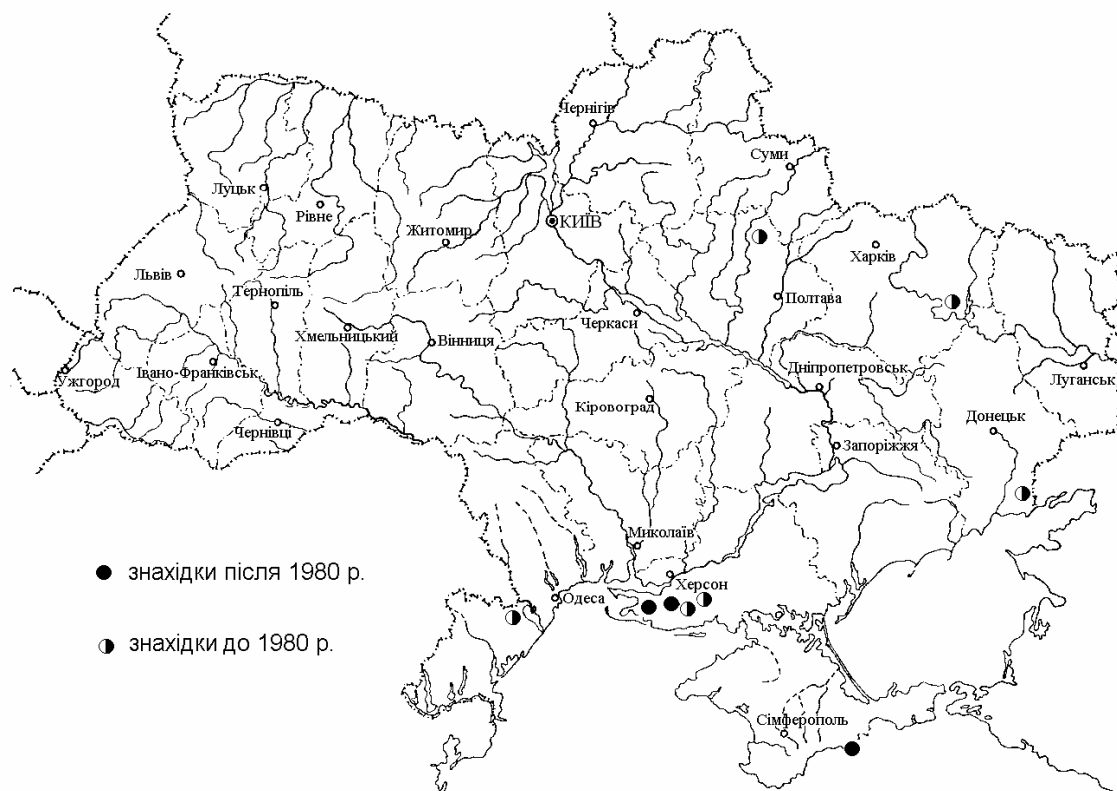 Чернігів
Суми
Луцьк
Рівне
КИЇВ
Житомир
Харків
Львів
Тернопіль
Полтава
Черкаси
Хмельницький
Вінниця
Ужгород
Івано-Франківськ
Дніпропетровськ
Луганськ
Кіровоград
Донецьк
Чернівці
Запоріжжя
Миколаїв
знахідки після 1980 р.
Херсон
Одеса
знахідки до 1980 р.
Сімферополь